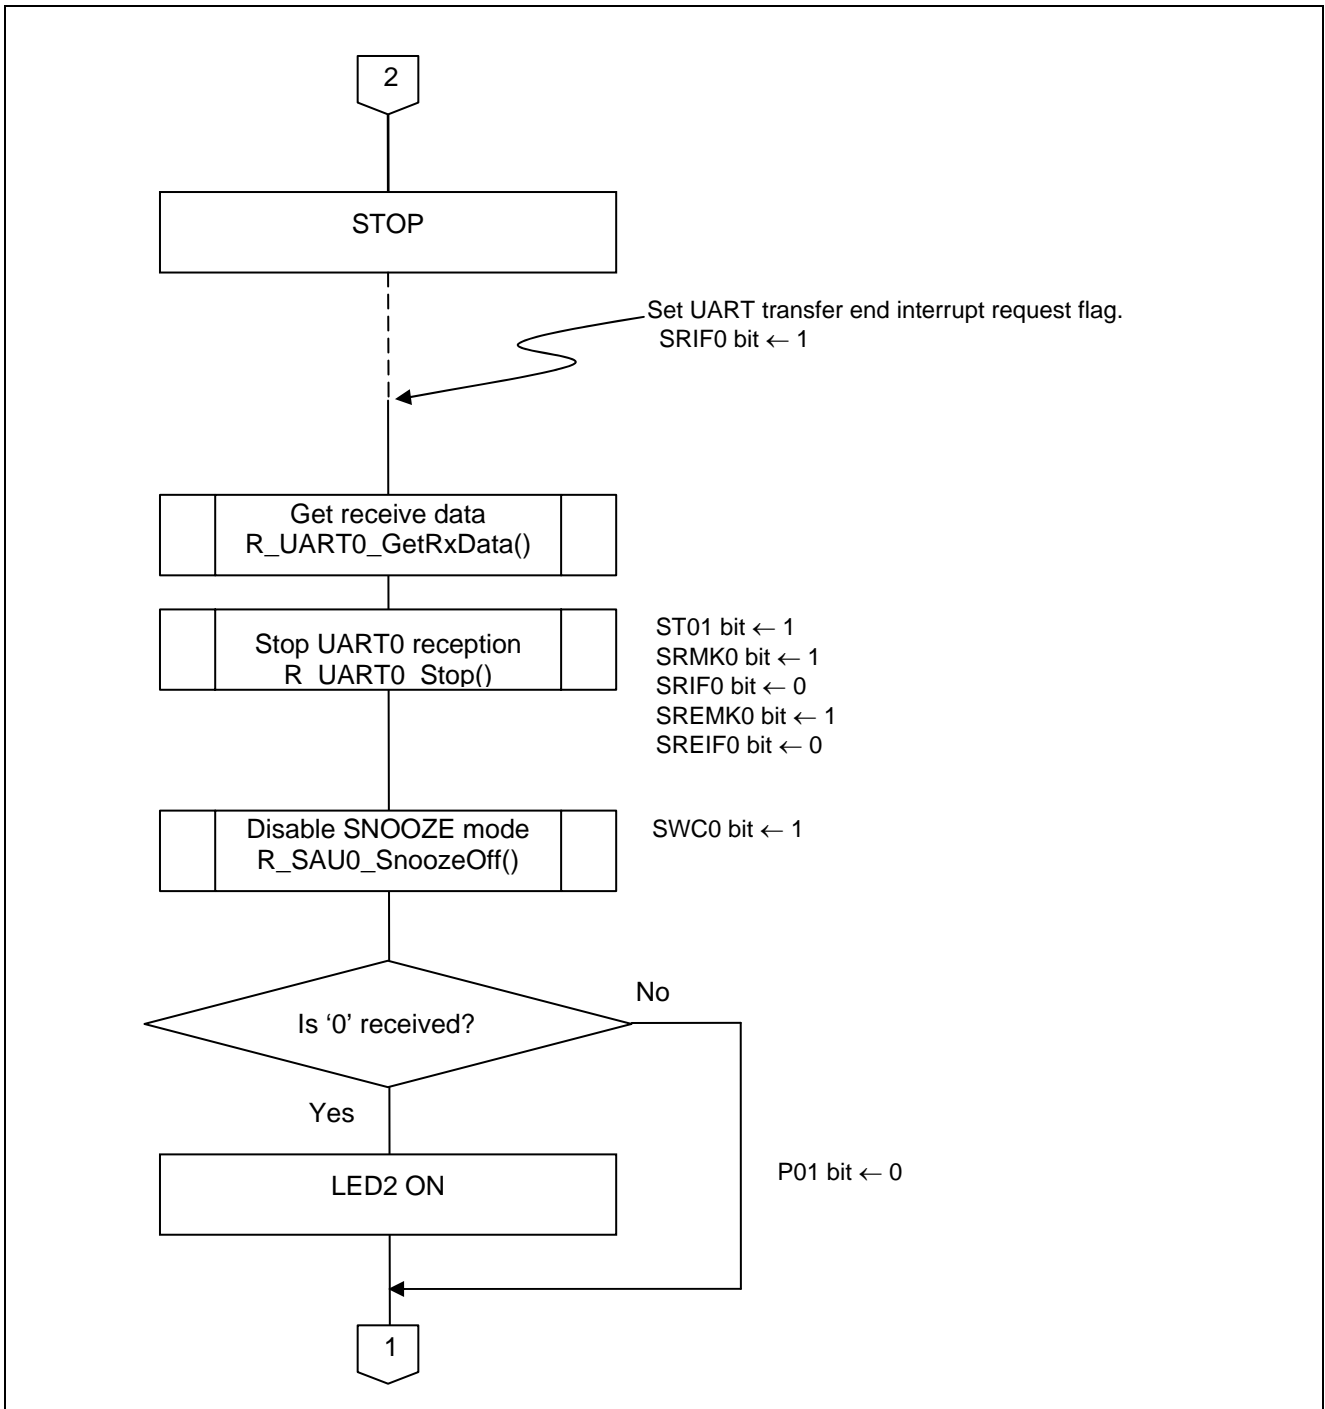 2
STOP
Set UART transfer end interrupt request flag.
SRIF0 bit ← 1
Get receive data
R_UART0_GetRxData()
Stop UART0 reception
R_UART0_Stop()
ST01 bit ← 1
SRMK0 bit ← 1
SRIF0 bit ← 0
SREMK0 bit ← 1
SREIF0 bit ← 0
Disable SNOOZE mode
R_SAU0_SnoozeOff()
SWC0 bit ← 1
Is ‘0’ received?
No
Yes
LED2 ON
P01 bit ← 0
1